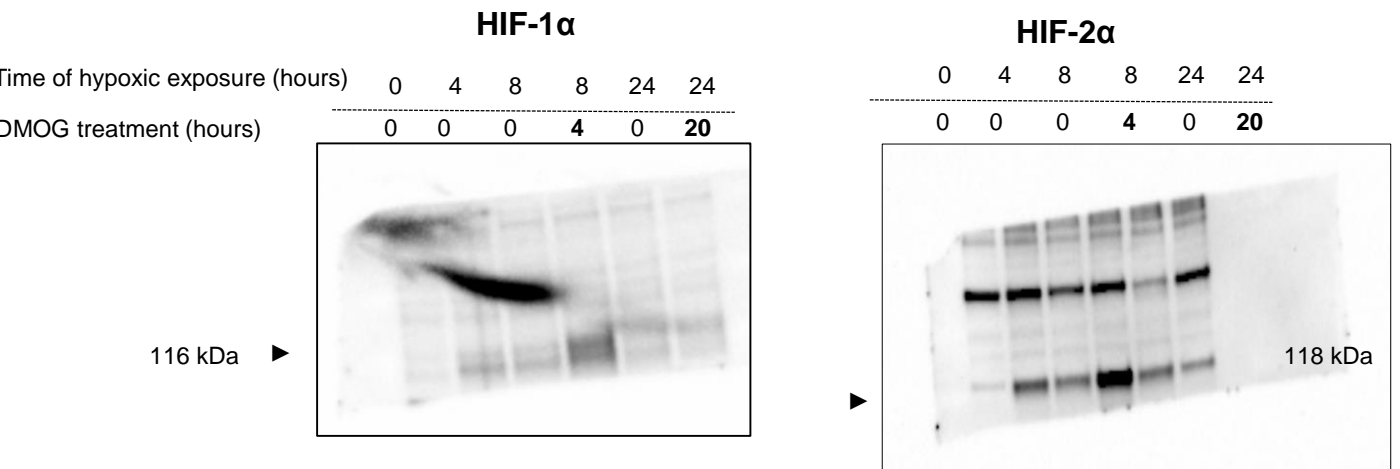 HIF-1α
HIF-2α
Time of hypoxic exposure (hours) 0 4 8 8 24 24
0 4 8 8 24 24
DMOG treatment (hours) 0 0 0 4 0 20
0 0 0 4 0 20
116 kDa ►
118 kDa
►